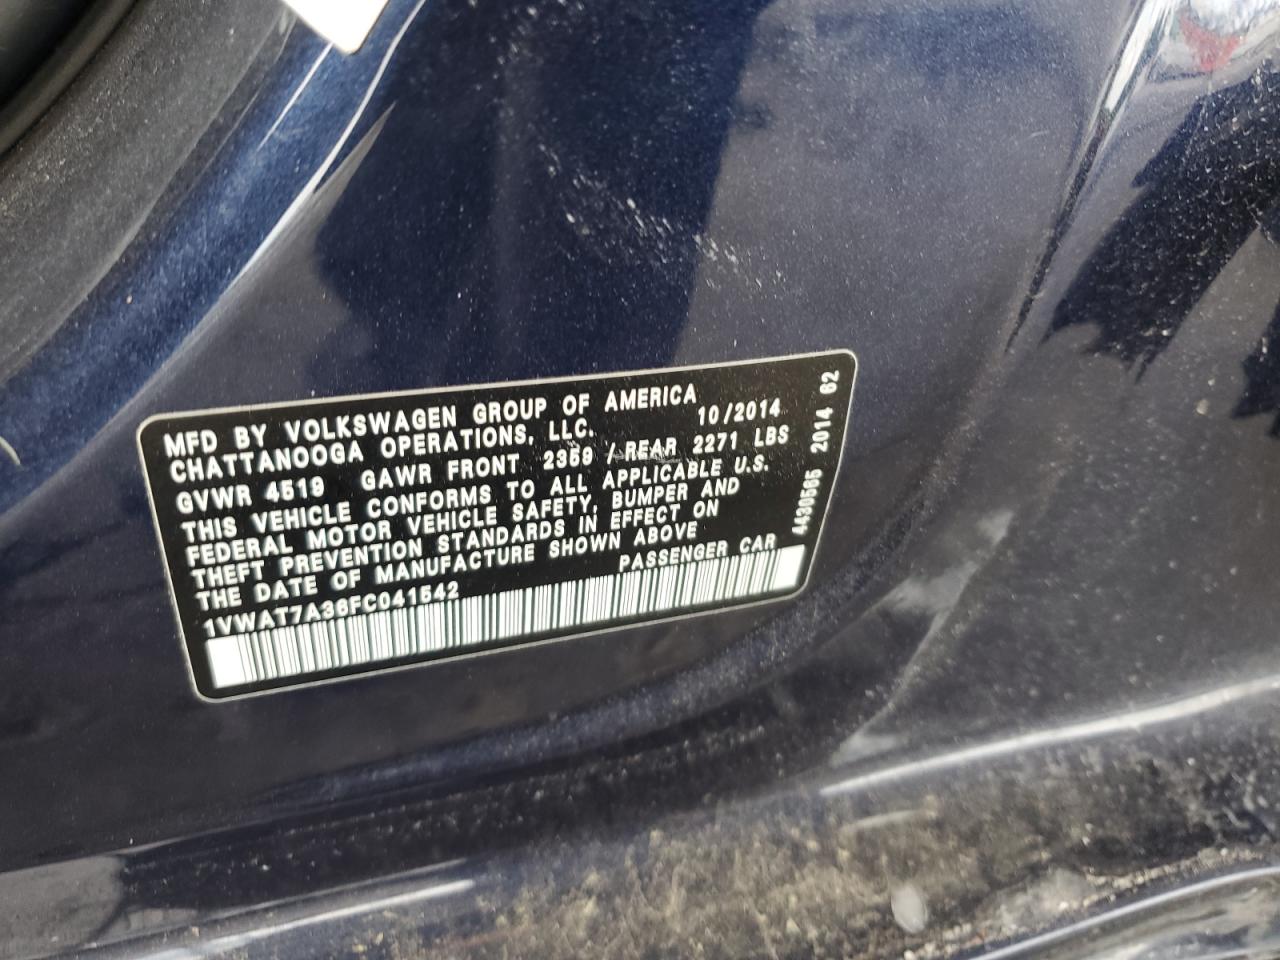 MFD BY VOLKSWAGEN GROUP OF AMERICA
CHATTANOOGA OPERATIONS, LLC. 10/2014
GVWR 4519 GAWR FRONT 2359 / REAR 2271 LBS
THIS VEHICLE CONFORMS TO ALL APPLICABLE U.S.
FEDERAL MOTOR VEHICLE SAFETY, BUMPER AND
THEFT PREVENTION STANDARDS IN EFFECT ON
THE DATE OF MANUFACTURE SHOWN ABOVE
1VWAT7A36FC041542 PASSENGER CAR
4430565 2014 62